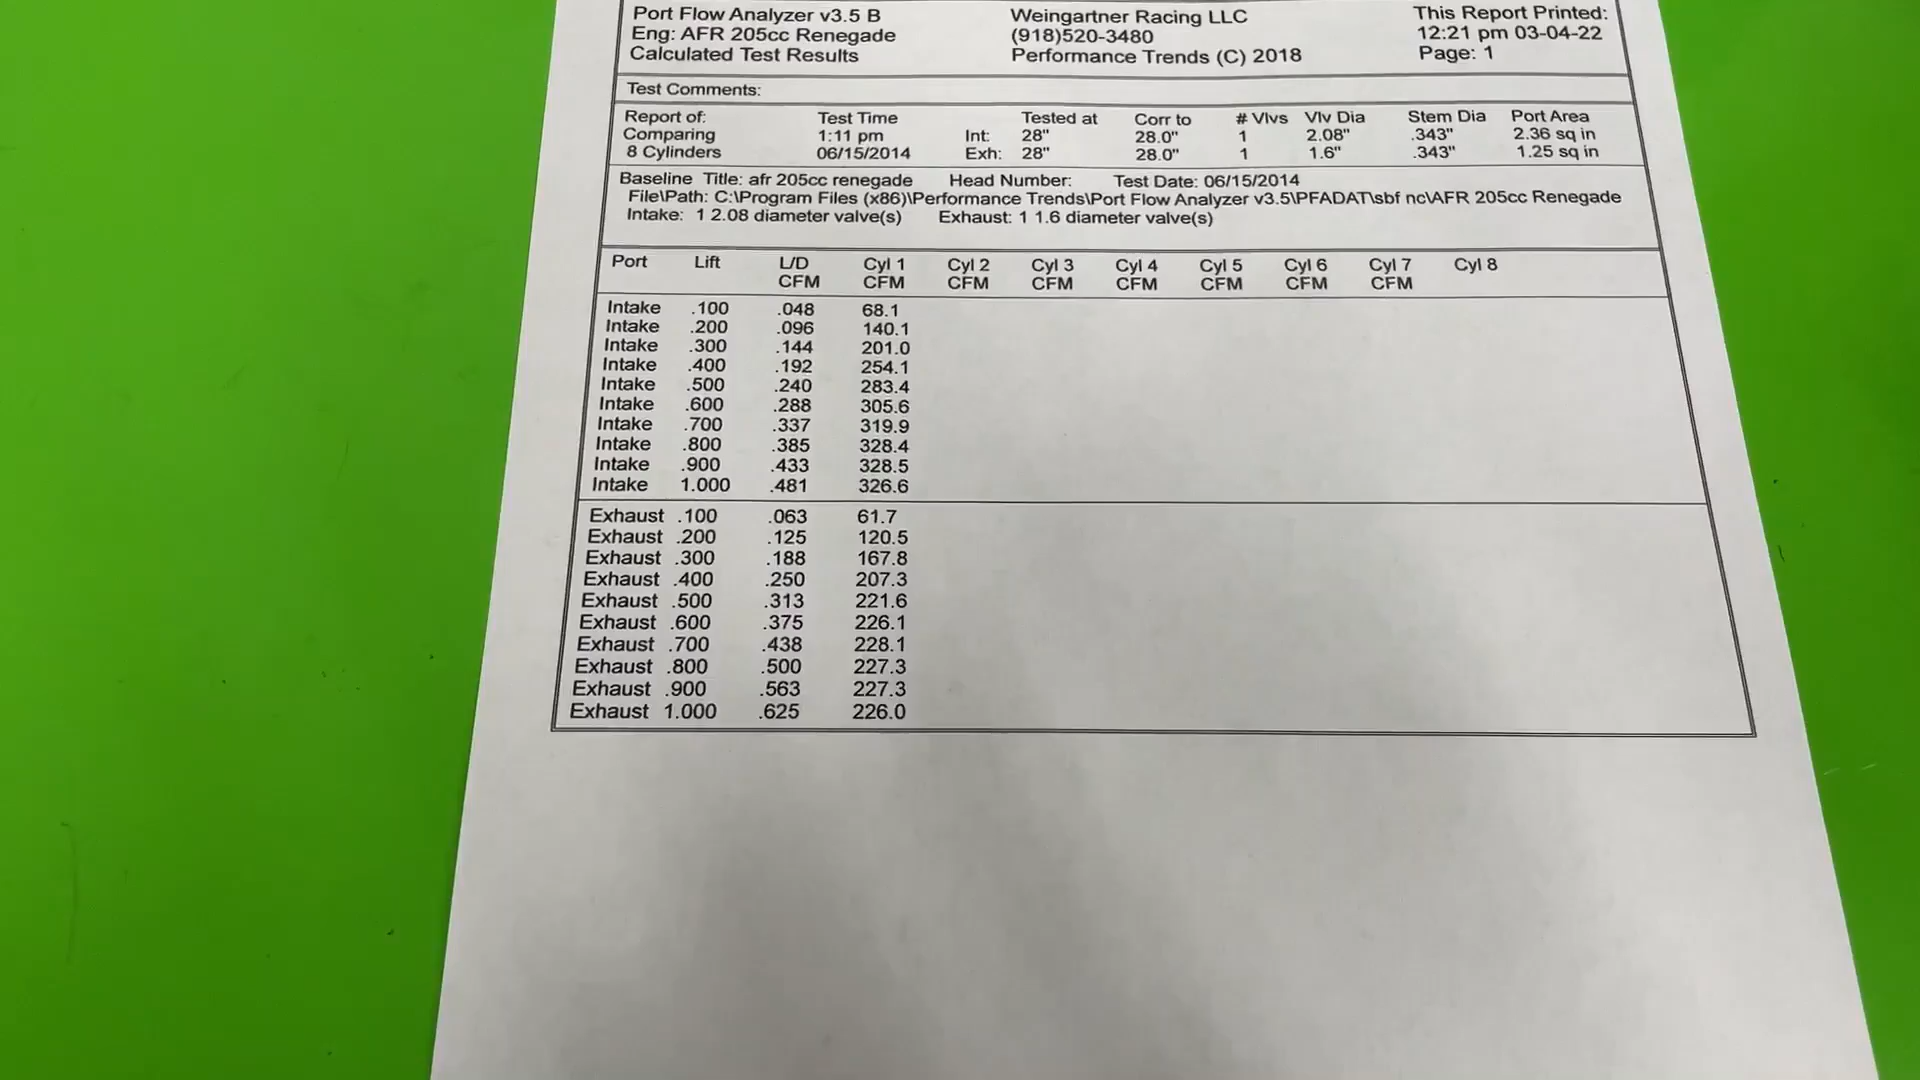 Port Flow Analyzer v3.5 B Weingartner Racing LLC This Report Printed:
Eng: AFR 205cc Renegade (918)520-3480 12:21 pm 03-04-22
Calculated Test Results Performance Trends (C) 2018 Page: 1
Test Comments:
Report of: Test Time Tested at Corr to # Vlvs Vlv Dia Stem Dia Port Area
Comparing 1:11 pm Int: 28" 28.0" 1 2.08" .343" 2.36 sq in
8 Cylinders 06/15/2014 Exh: 28" 28.0" 1 1.6" .343" 1.25 sq in
Baseline Title: afr 205cc renegade Head Number: Test Date: 06/15/2014
File\Path: C:\Program Files (x86)\Performance Trends\Port Flow Analyzer v3.5\PFADAT\sbf nc\AFR 205cc Renegade
Intake: 1 2.08 diameter valve(s) Exhaust: 1 1.6 diameter valve(s)
Port Lift L/D Cyl 1 Cyl 2 Cyl 3 Cyl 4 Cyl 5 Cyl 6 Cyl 7 Cyl 8
CFM CFM CFM CFM CFM CFM CFM CFM
Intake .100 .048 68.1
Intake .200 .096 140.1
Intake .300 .144 201.0
Intake .400 .192 254.1
Intake .500 .240 283.4
Intake .600 .288 305.6
Intake .700 .337 319.9
Intake .800 .385 328.4
Intake .900 .433 328.5
Intake 1.000 .481 326.6
Exhaust .100 .063 61.7
Exhaust .200 .125 120.5
Exhaust .300 .188 167.8
Exhaust .400 .250 207.3
Exhaust .500 .313 221.6
Exhaust .600 .375 226.1
Exhaust .700 .438 228.1
Exhaust .800 .500 227.3
Exhaust .900 .563 227.3
Exhaust 1.000 .625 226.0